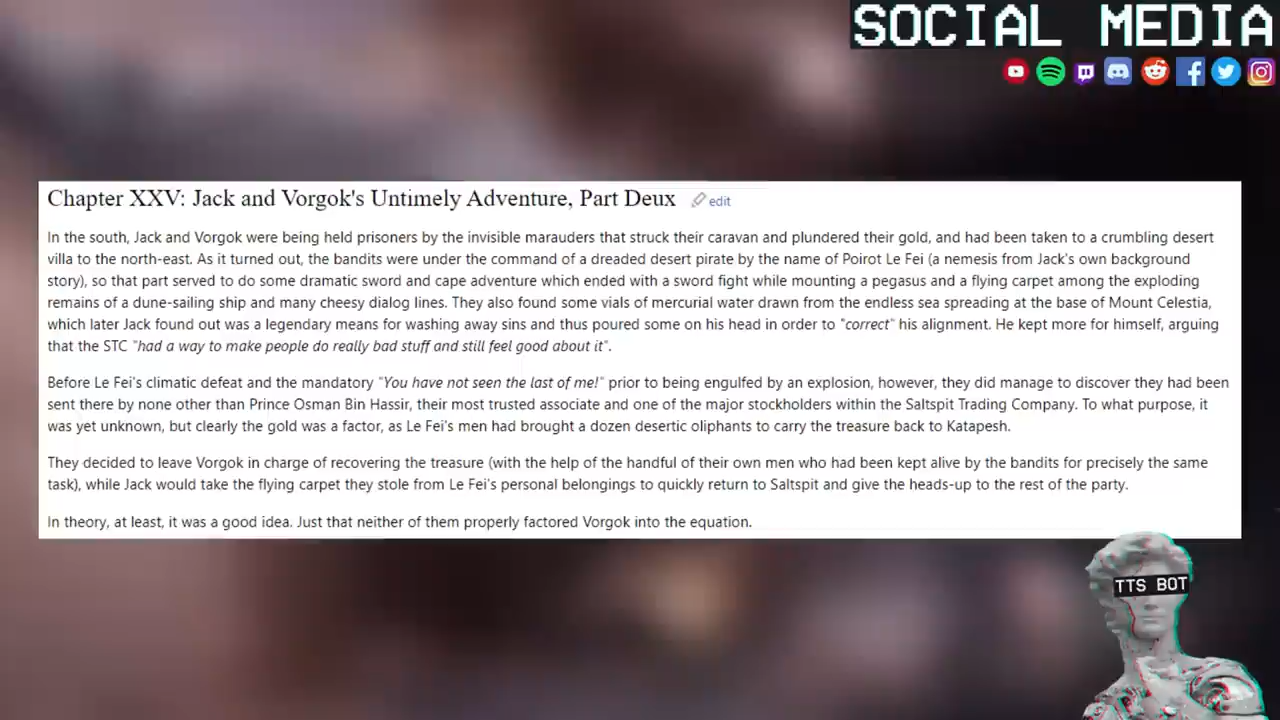 SOCIAL MEDIA
Chapter XXV: Jack and Vorgok's Untimely Adventure, Part Deux edit
In the south, Jack and Vorgok were being held prisoners by the invisible marauders that struck their caravan and plundered their gold, and had been taken to a crumbling desert
villa to the north-east. As it turned out, the bandits were under the command of a dreaded desert pirate by the name of Poirot Le Fei (a nemesis from Jack's own background
story), so that part served to do some dramatic sword and cape adventure which ended with a sword fight while mounting a pegasus and a flying carpet among the exploding
remains of a dune-sailing ship and many cheesy dialog lines. They also found some vials of mercurial water drawn from the endless sea spreading at the base of Mount Celestia,
which later Jack found out was a legendary means for washing away sins and thus poured some on his head in order to "correct" his alignment. He kept more for himself, arguing
that the STC "had a way to make people do really bad stuff and still feel good about it".
Before Le Fei's climatic defeat and the mandatory "You have not seen the last of me!" prior to being engulfed by an explosion, however, they did manage to discover they had been
sent there by none other than Prince Osman Bin Hassir, their most trusted associate and one of the major stockholders within the Saltspit Trading Company. To what purpose, it
was yet unknown, but clearly the gold was a factor, as Le Fei's men had brought a dozen desertic oliphants to carry the treasure back to Katapesh.
They decided to leave Vorgok in charge of recovering the treasure (with the help of the handful of their own men who had been kept alive by the bandits for precisely the same
task), while Jack would take the flying carpet they stole from Le Fei's personal belongings to quickly return to Saltspit and give the heads-up to the rest of the party.
In theory, at least, it was a good idea. Just that neither of them properly factored Vorgok into the equation.
TTS BOT